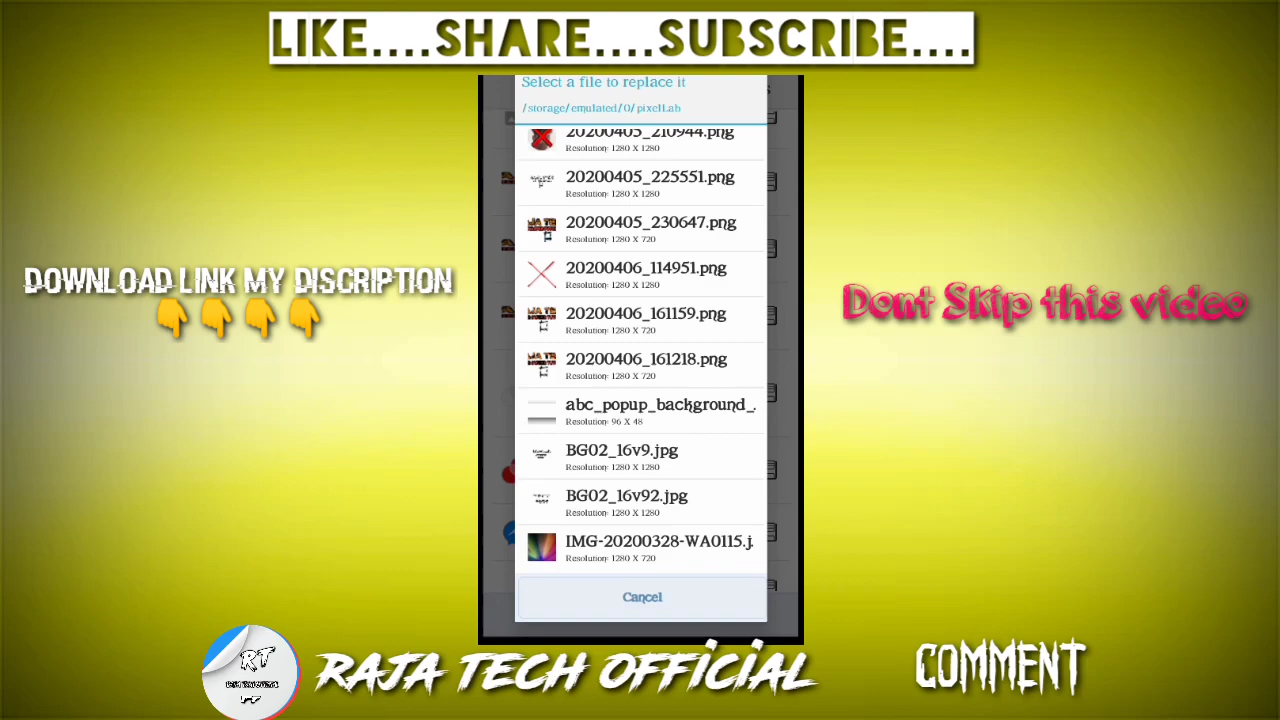 LIKE....SHARE....SUBSCRIBE....
Select a file to replace it
/storage/emulated/0/pixelLab
20200405_210944.png
Resolution: 1280 X 1280
20200405_225551.png
Resolution: 1280 X 1280
20200405_230647.png
Resolution: 1280 X 720
20200406_114951.png
Resolution: 1280 X 1280
20200406_161159.png
Resolution: 1280 X 720
20200406_161218.png
Resolution: 1280 X 720
abc_popup_background_.
Resolution: 96 X 48
BG02_16v9.jpg
Resolution: 1280 X 1280
BG02_16v92.jpg
Resolution: 1280 X 1280
IMG-20200328-WA0115.j.
Resolution: 1280 X 720
Cancel
DOWNLOAD LINK MY DISCRIPTION
👇👇👇👇
Dont Skip this video
RT
RAJA TECH OFFICIAL
COMMENT